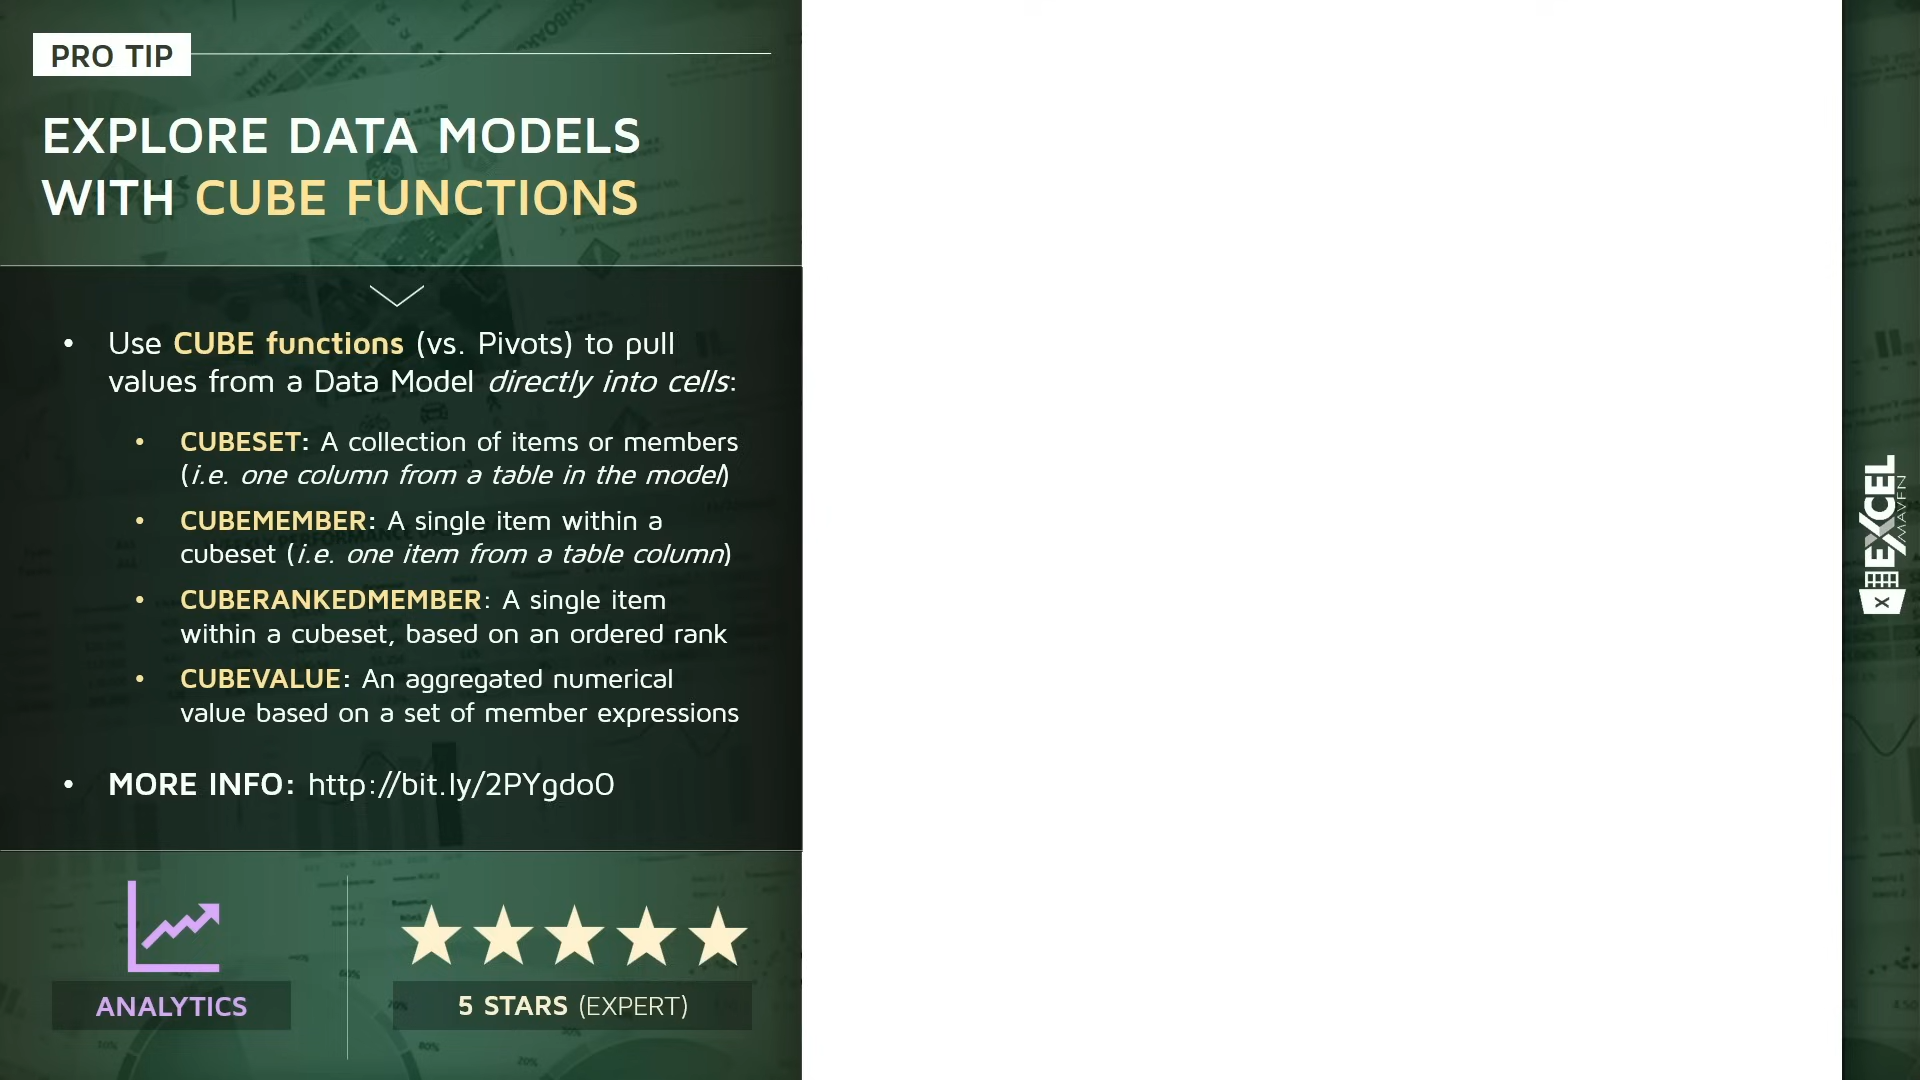 PRO TIP
EXPLORE DATA MODELS
WITH CUBE FUNCTIONS
• Use CUBE functions (vs. Pivots) to pull
values from a Data Model directly into cells:
• CUBESET: A collection of items or members
(i.e. one column from a table in the model)
• CUBEMEMBER: A single item within a
cubeset (i.e. one item from a table column)
• CUBERANKEDMEMBER: A single item
within a cubeset, based on an ordered rank
• CUBEVALUE: An aggregated numerical
value based on a set of member expressions
• MORE INFO: http://bit.ly/2PYgdo0
ANALYTICS
5 STARS (EXPERT)
X EXCEL
MAVEN